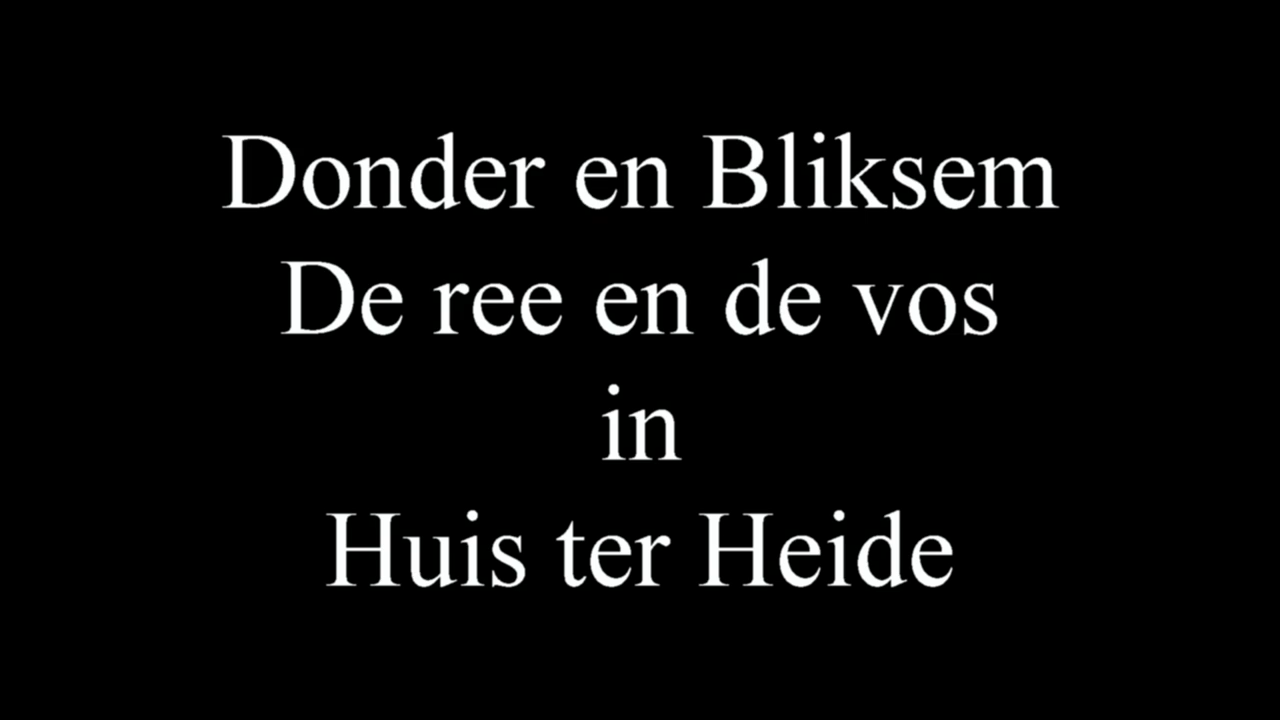 Donder en Bliksem
De ree en de vos
in
Huis ter Heide